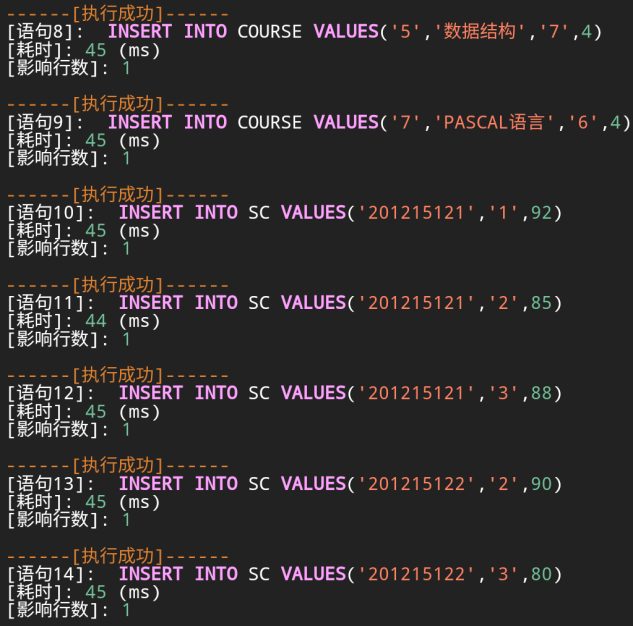 ------[执行成功]------
[语句8]:  INSERT INTO COURSE VALUES('5','数据结构','7',4)
[耗时]: 45 (ms)
[影响行数]: 1
------[执行成功]------
[语句9]:  INSERT INTO COURSE VALUES('7','PASCAL语言','6',4)
[耗时]: 45 (ms)
[影响行数]: 1
------[执行成功]------
[语句10]:  INSERT INTO SC VALUES('201215121','1',92)
[耗时]: 45 (ms)
[影响行数]: 1
------[执行成功]------
[语句11]:  INSERT INTO SC VALUES('201215121','2',85)
[耗时]: 44 (ms)
[影响行数]: 1
------[执行成功]------
[语句12]:  INSERT INTO SC VALUES('201215121','3',88)
[耗时]: 45 (ms)
[影响行数]: 1
------[执行成功]------
[语句13]:  INSERT INTO SC VALUES('201215122','2',90)
[耗时]: 45 (ms)
[影响行数]: 1
------[执行成功]------
[语句14]:  INSERT INTO SC VALUES('201215122','3',80)
[耗时]: 45 (ms)
[影响行数]: 1